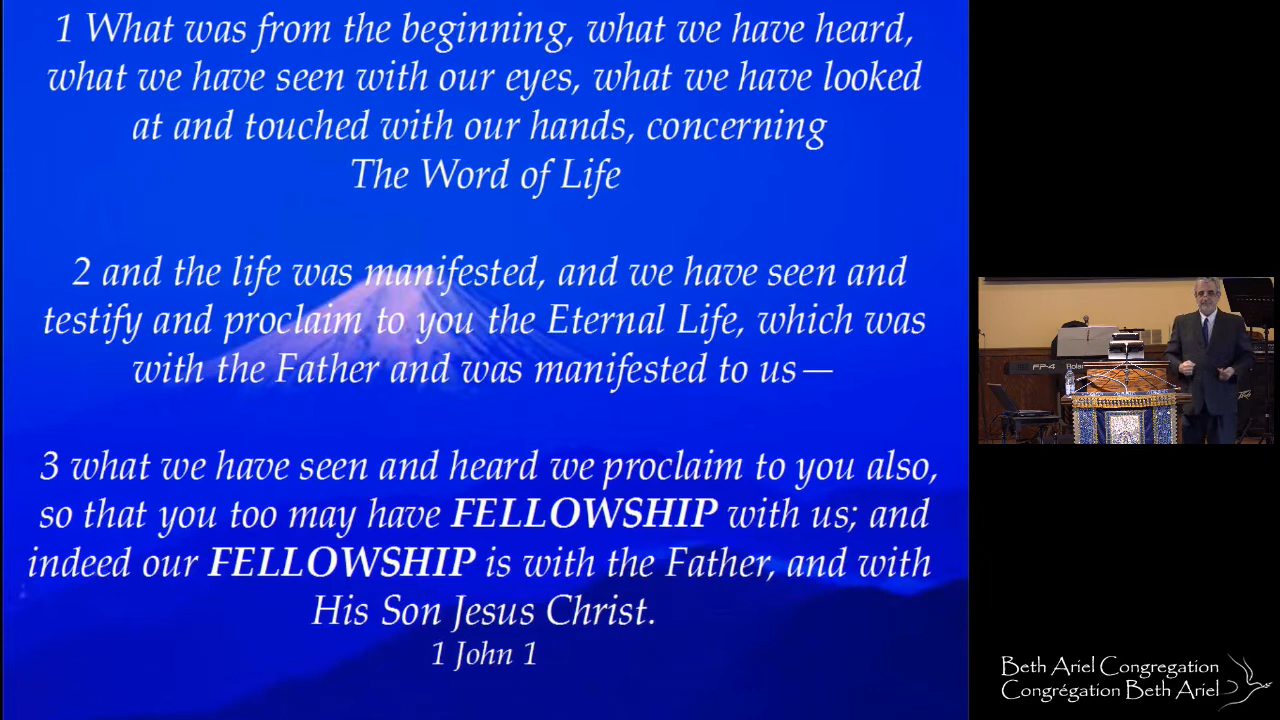 1 What was from the beginning, what we have heard,
what we have seen with our eyes, what we have looked
at and touched with our hands, concerning
The Word of Life
2 and the life was manifested, and we have seen and
testify and proclaim to you the Eternal Life, which was
with the Father and was manifested to us—
3 what we have seen and heard we proclaim to you also,
so that you too may have FELLOWSHIP with us; and
indeed our FELLOWSHIP is with the Father, and with
His Son Jesus Christ.
1 John 1
FP-4 Rola
Beth Ariel Congregation
Congrégation Beth Ariel